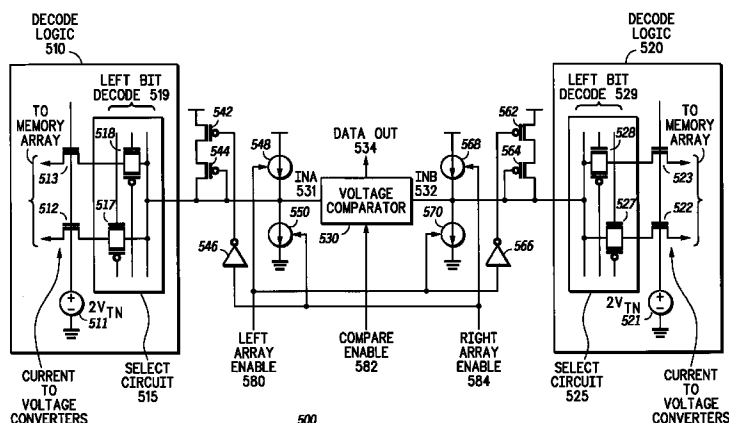 DECODE
LOGIC
510
LEFT BIT
DECODE 519
TO
MEMORY
ARRAY
518
513
512
517
2VTN
511
CURRENT
TO
VOLTAGE
CONVERTERS
SELECT
CIRCUIT
515
542
544
546
548
550
DATA OUT
534
INA
531
INB
532
VOLTAGE
COMPARATOR
530
562
564
566
568
570
LEFT
ARRAY
ENABLE
580
COMPARE
ENABLE
582
RIGHT
ARRAY
ENABLE
584
500
DECODE
LOGIC
520
LEFT BIT
DECODE 529
TO
MEMORY
ARRAY
528
523
527
522
2VTN
521
SELECT
CIRCUIT
525
CURRENT
TO
VOLTAGE
CONVERTERS